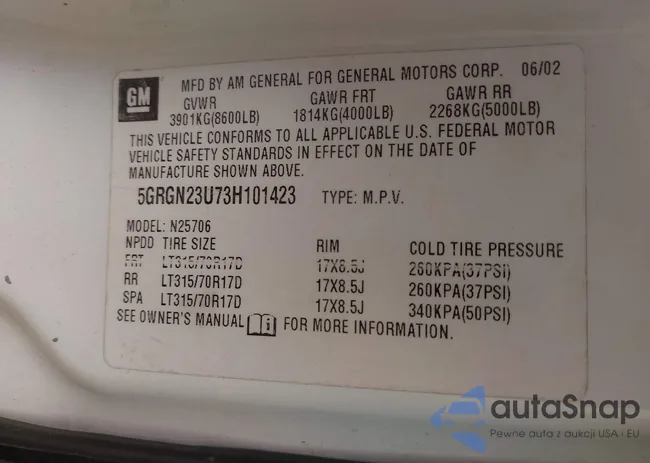 GM
MFD BY AM GENERAL FOR GENERAL MOTORS CORP. 06/02
GVWR GAWR FRT GAWR RR
3901KG(8600LB) 1814KG(4000LB) 2268KG(5000LB)
THIS VEHICLE CONFORMS TO ALL APPLICABLE U.S. FEDERAL MOTOR
VEHICLE SAFETY STANDARDS IN EFFECT ON THE DATE OF
MANUFACTURE SHOWN ABOVE.
5GRGN23U73H101423 TYPE: M.P.V.
MODEL: N25706
NPDD TIRE SIZE RIM COLD TIRE PRESSURE
FRT LT315/70R17D 17X8.5J 260KPA(37PSI)
RR LT315/70R17D 17X8.5J 260KPA(37PSI)
SPA LT315/70R17D 17X8.5J 340KPA(50PSI)
SEE OWNER'S MANUAL i FOR MORE INFORMATION.
autaSnap
Pewne auta z aukcji USA i EU